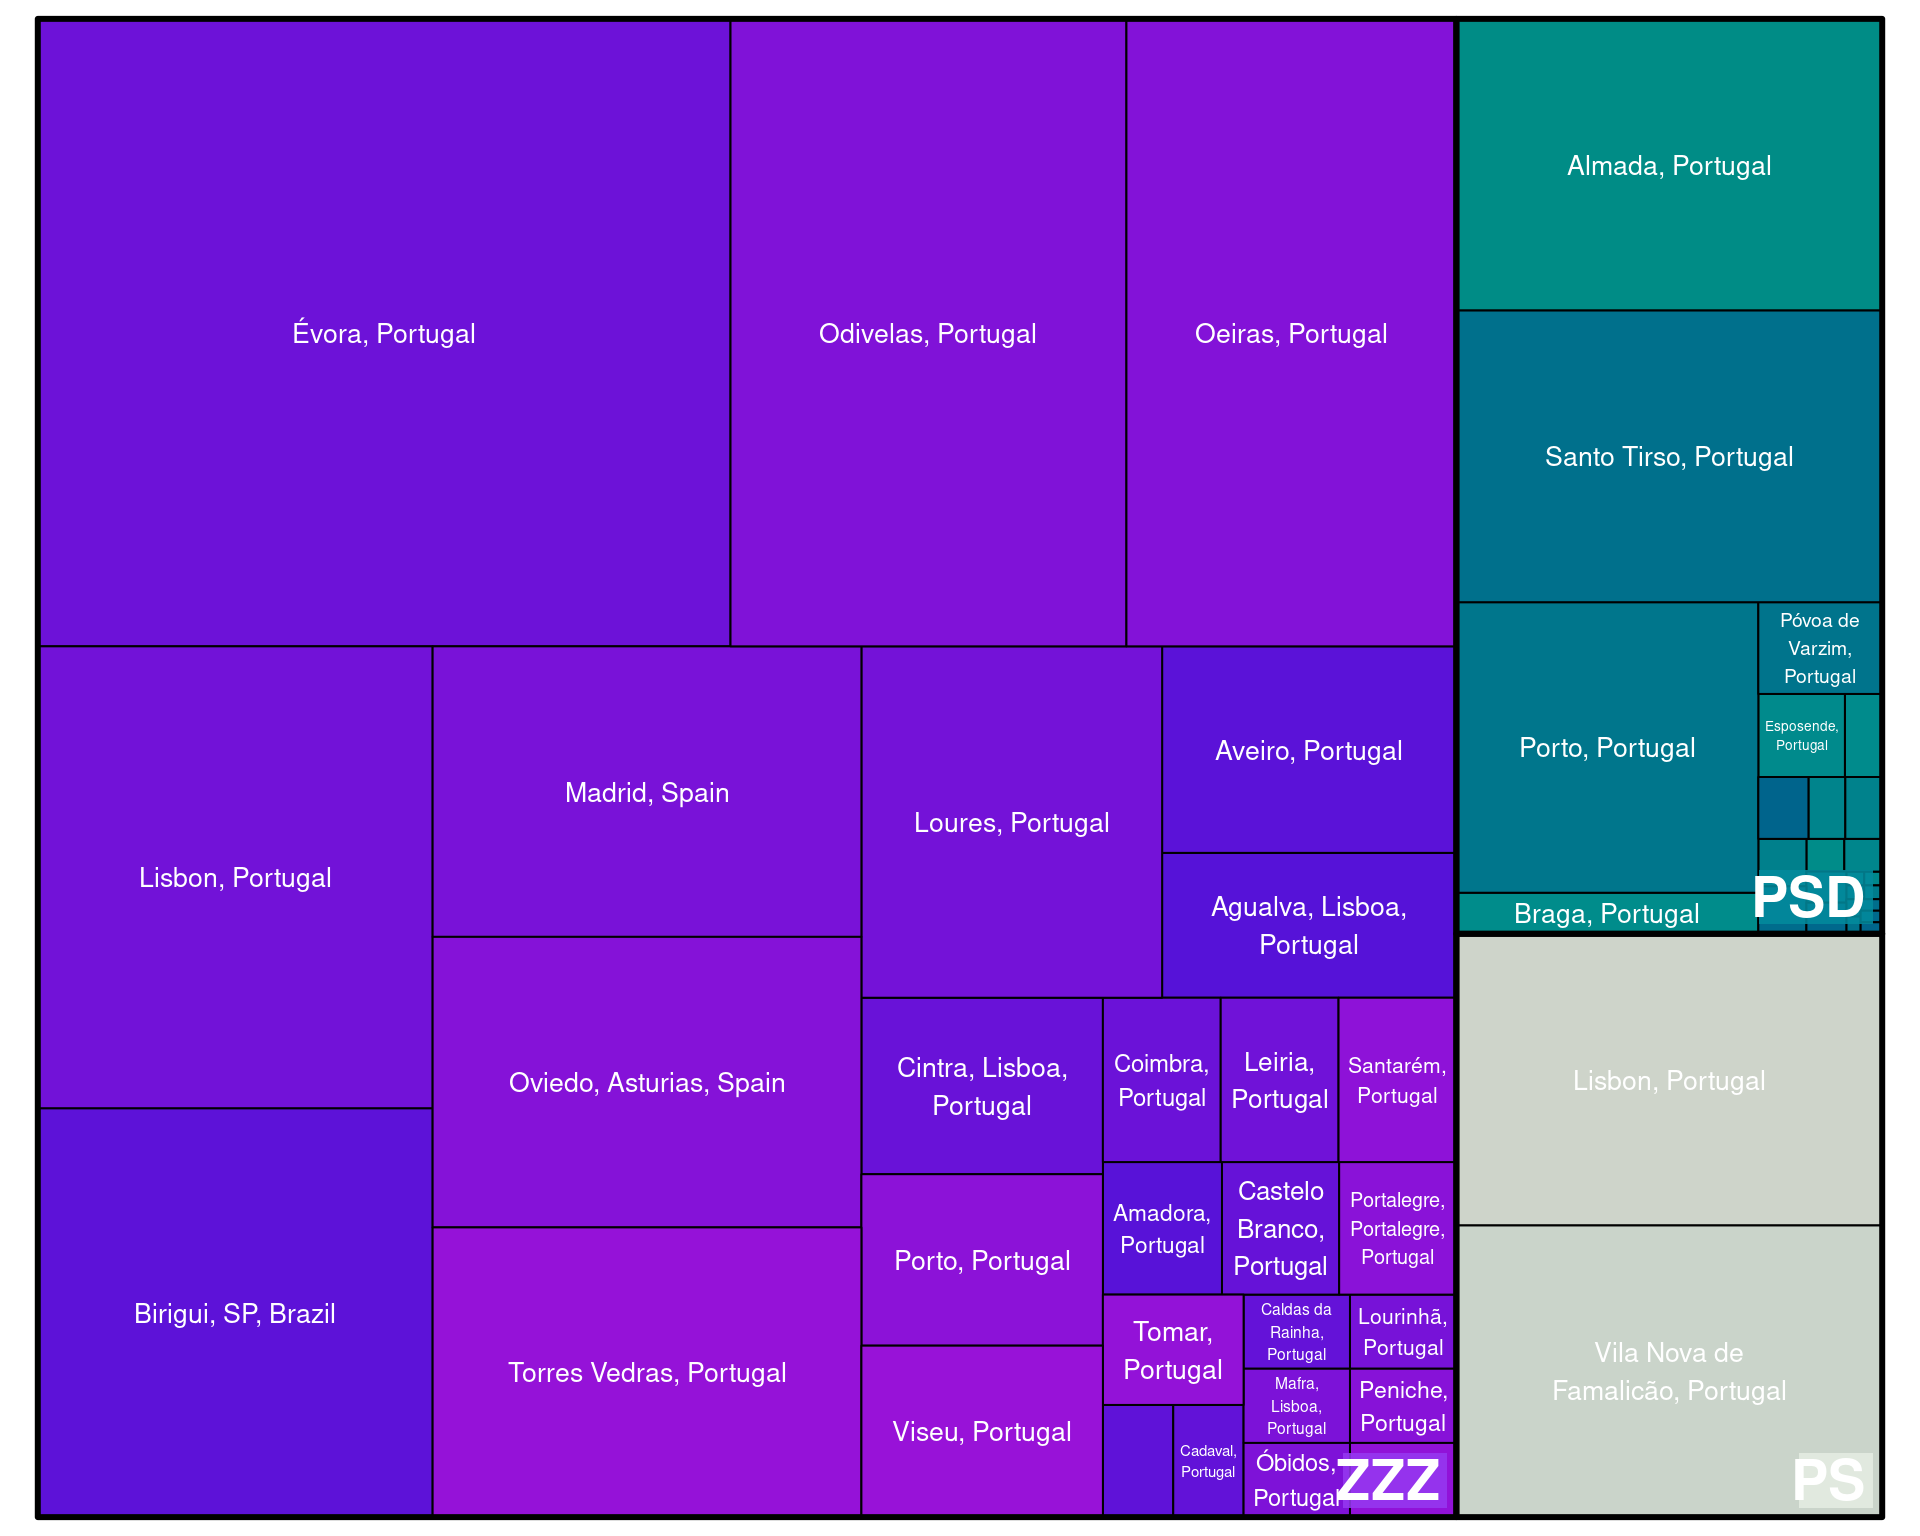 Évora, Portugal
Odivelas, Portugal
Oeiras, Portugal
Lisbon, Portugal
Birigui, SP, Brazil
Madrid, Spain
Oviedo, Asturias, Spain
Torres Vedras, Portugal
Loures, Portugal
Aveiro, Portugal
Agualva, Lisboa,
Portugal
Cintra, Lisboa,
Portugal
Porto, Portugal
Viseu, Portugal
Coimbra,
Portugal
Leiria,
Portugal
Santarém,
Portugal
Amadora,
Portugal
Castelo
Branco,
Portugal
Portalegre,
Portalegre,
Portugal
Tomar,
Portugal
Caldas da
Rainha,
Portugal
Lourinhã,
Portugal
Mafra,
Lisboa,
Portugal
Peniche,
Portugal
Cadaval,
Portugal
Óbidos,
Portugal
ZZZ
Almada, Portugal
Santo Tirso, Portugal
Porto, Portugal
Póvoa de
Varzim,
Portugal
Esposende,
Portugal
Braga, Portugal
PSD
Lisbon, Portugal
Vila Nova de
Famalicão, Portugal
PS